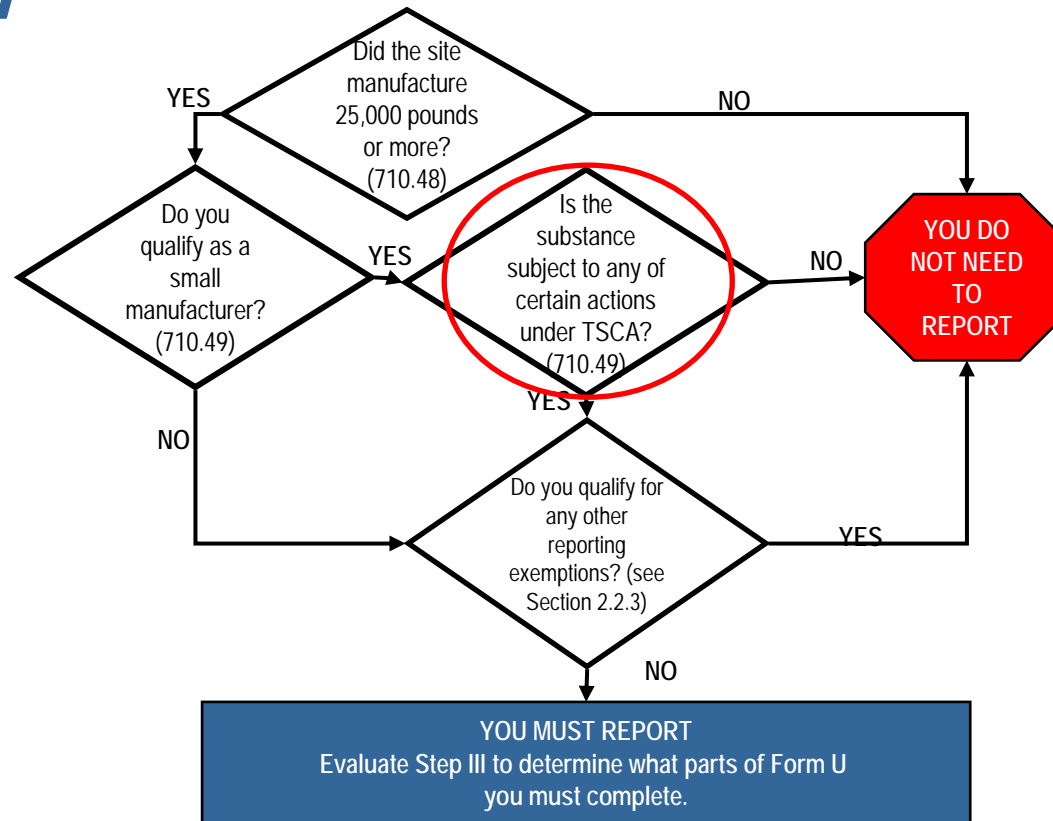 Did the site
manufacture
25,000 pounds
or more?
(710.48)
YES
NO
Do you
qualify as a
small
manufacturer?
(710.49)
YES
Is the
substance
subject to any of
certain actions
under TSCA?
(710.49)
NO
YOU DO
NOT NEED
TO
REPORT
YES
NO
Do you qualify for
any other
reporting
exemptions? (see
Section 2.2.3)
YES
NO
YOU MUST REPORT
Evaluate Step III to determine what parts of Form U
you must complete.